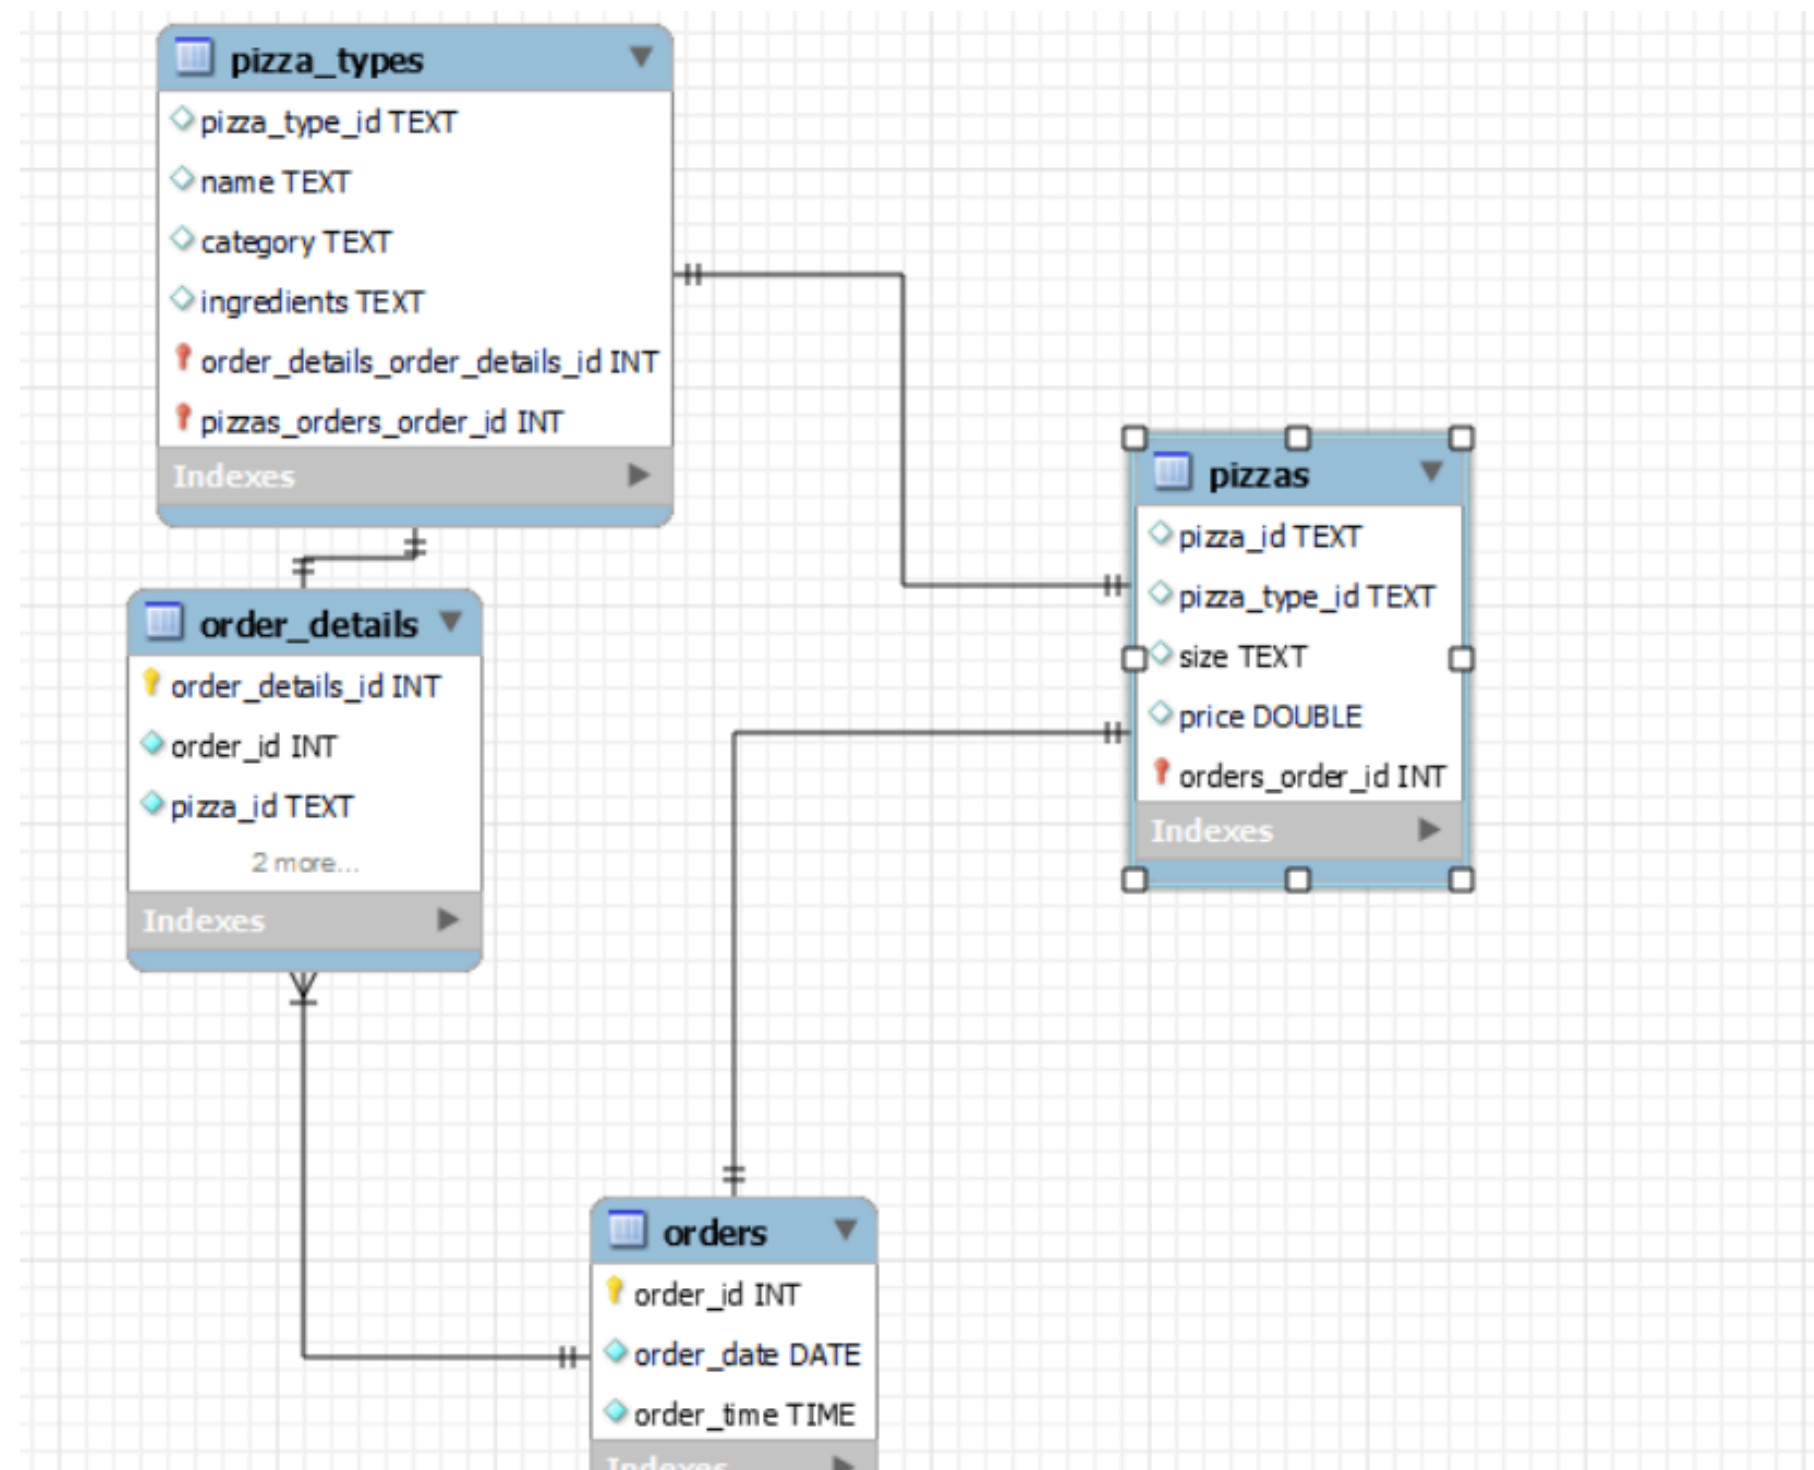 pizza_types
pizza_type_id TEXT
name TEXT
category TEXT
ingredients TEXT
order_details_order_details_id INT
pizzas_orders_order_id INT
Indexes
order_details
order_details_id INT
order_id INT
pizza_id TEXT
2 more...
Indexes
pizzas
pizza_id TEXT
pizza_type_id TEXT
size TEXT
price DOUBLE
orders_order_id INT
Indexes
orders
order_id INT
order_date DATE
order_time TIME
Indexes